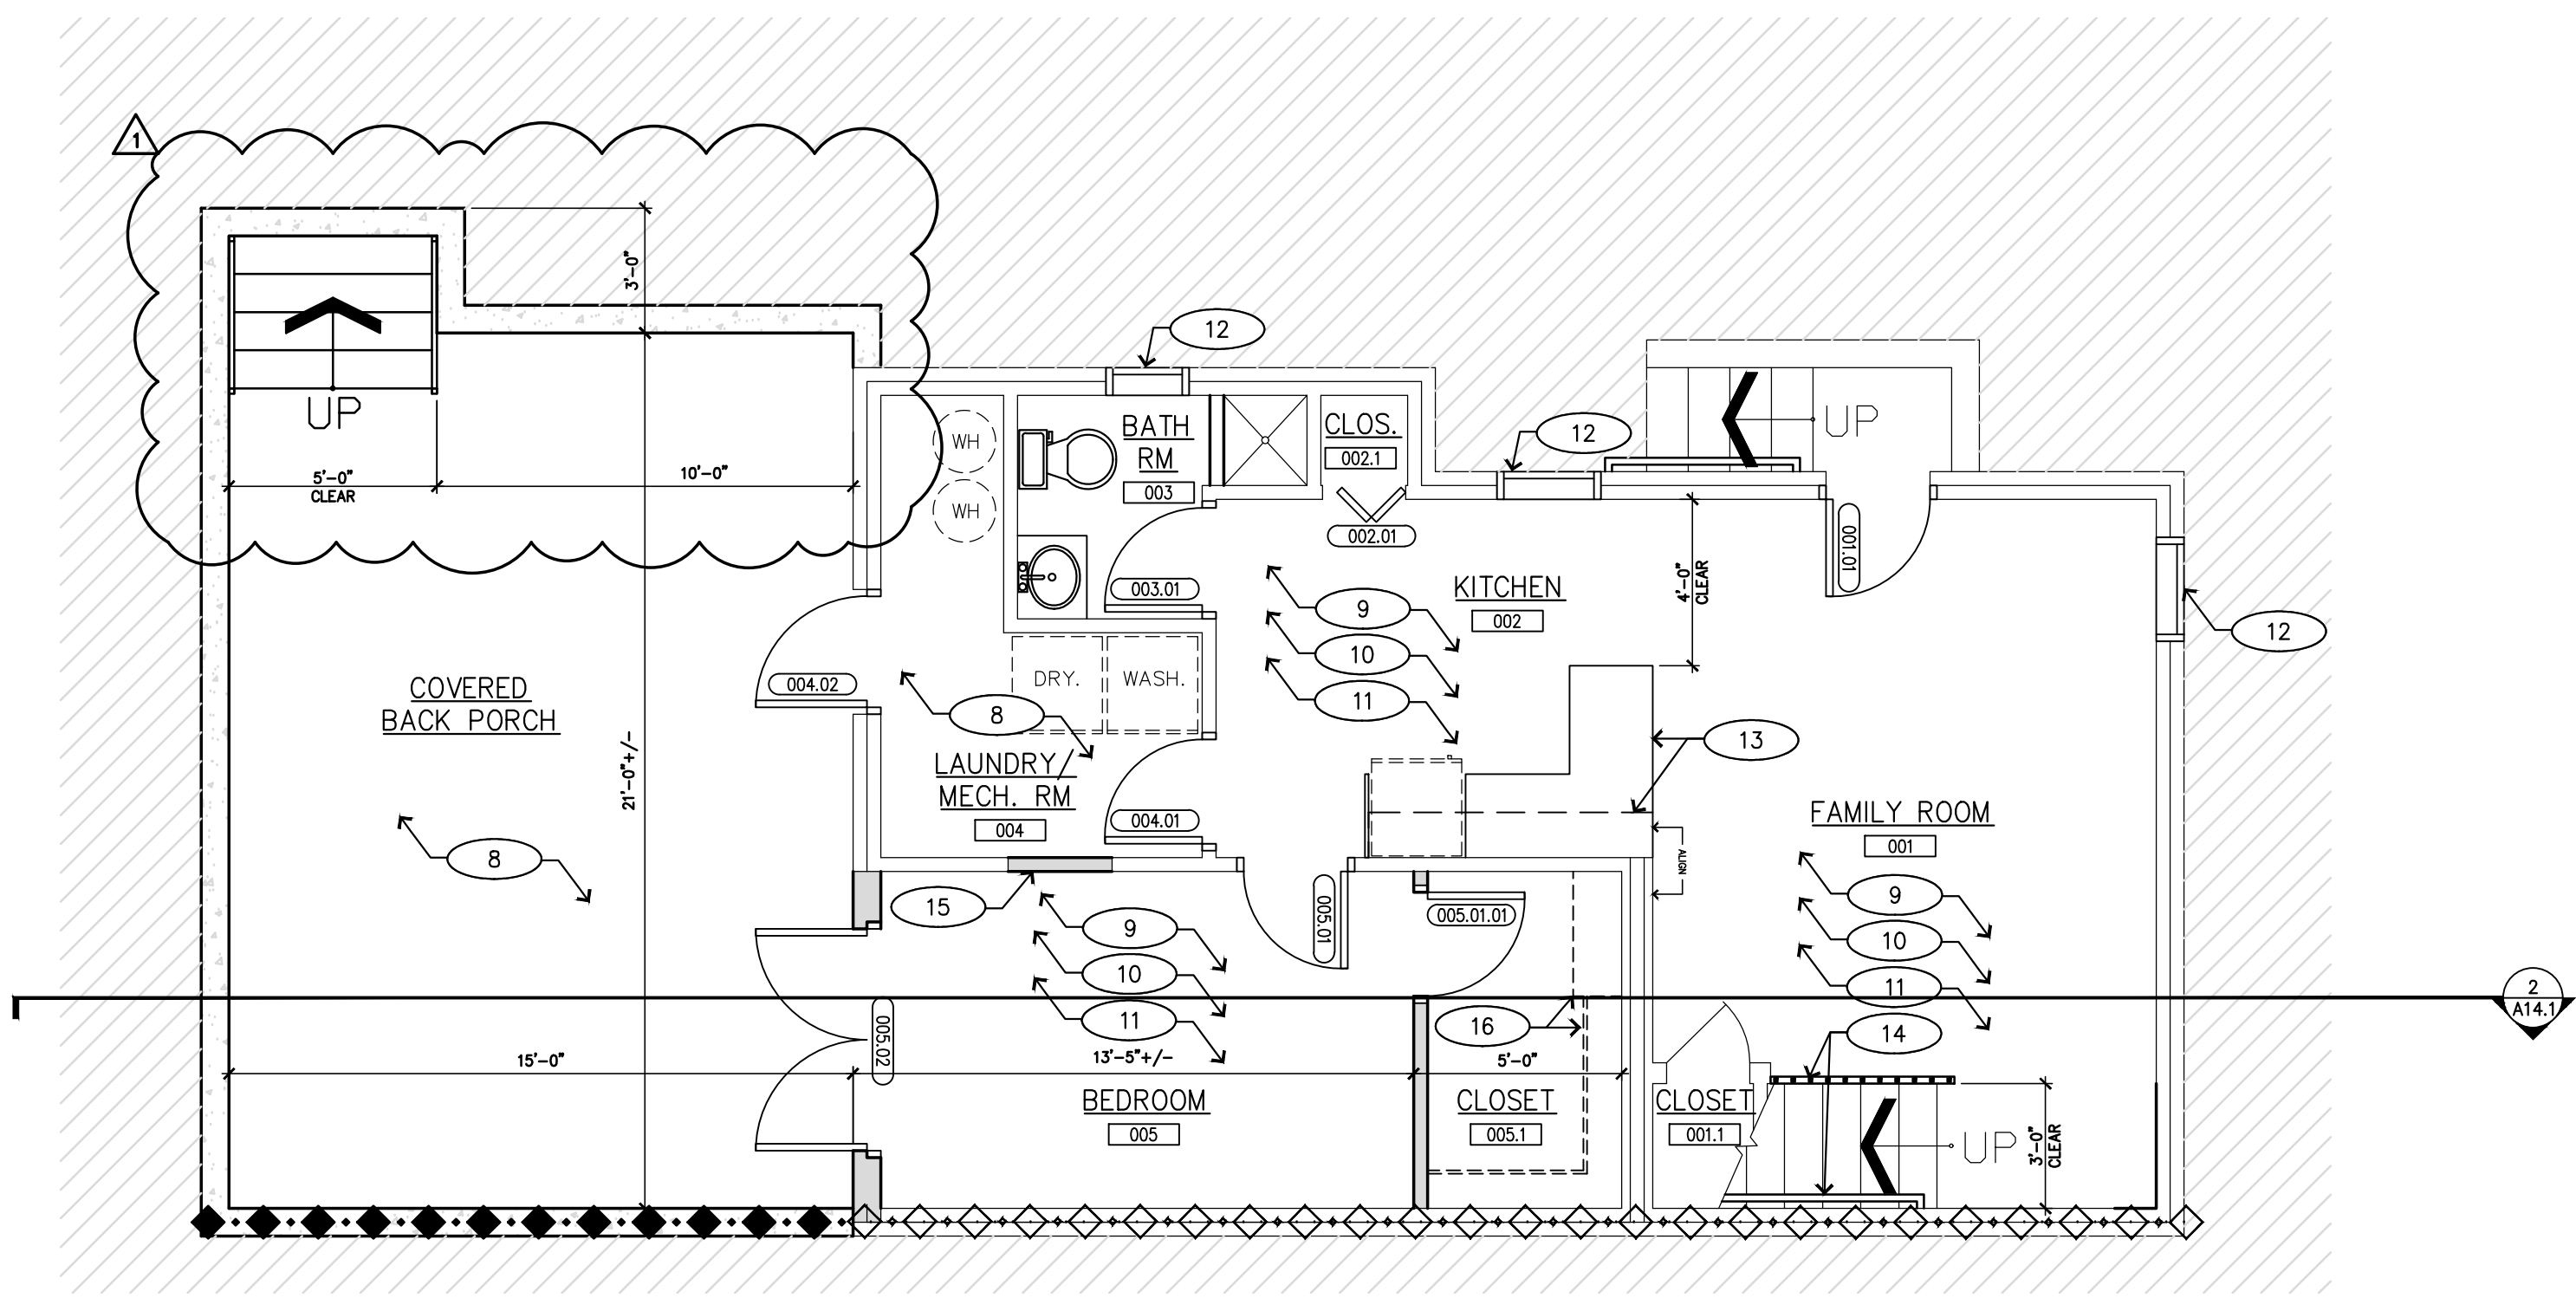 1
3'-0"
12
UP
5'-0"
CLEAR
10'-0"
WH
WH
BATH
RM
003
CLOS.
002.1
12
UP
002.01
003.01
9
10
11
KITCHEN
002
4'-0"
CLEAR
001.01
12
COVERED
BACK PORCH
21'-0"+/-
8
004.02
DRY.
WASH.
8
LAUNDRY/
MECH. RM
004
004.01
13
ALIGN
FAMILY ROOM
001
9
10
11
14
15
9
10
11
005.01
005.01.01
16
2
A14.1
15'-0"
005.02
13'-5"+/-
5'-0"
BEDROOM
005
CLOSET
005.1
CLOSET
001.1
UP
3'-0"
CLEAR